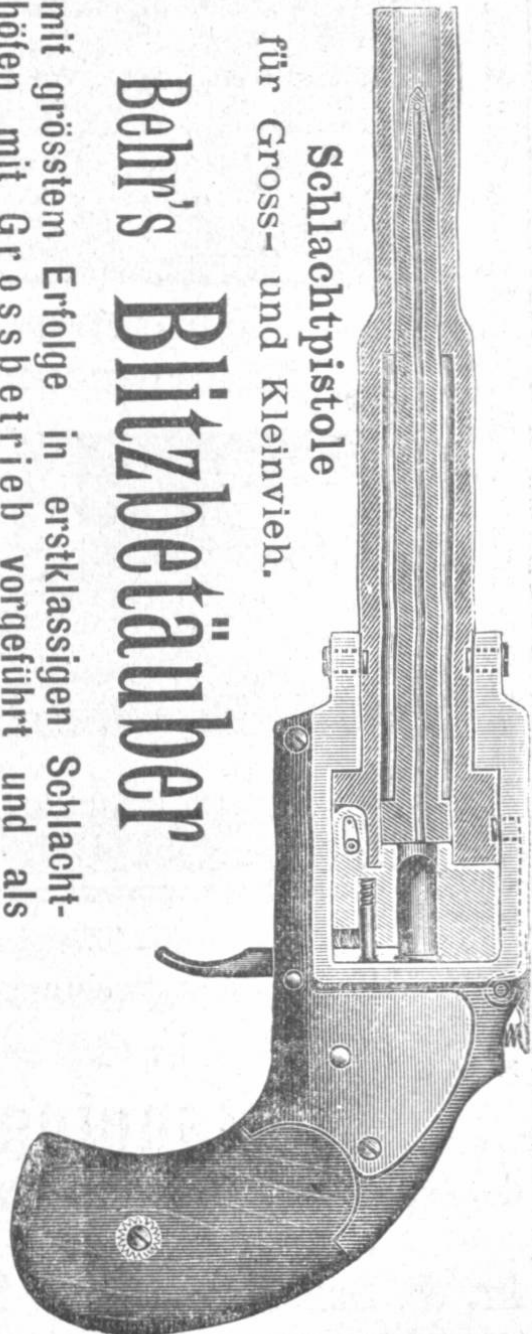 Schlachtpistole
für Gross- und Kleinvieh.
Behr's Blitzbetäuber
mit grösstem Erfolge in erstklassigen Schlacht-
höfen mit Grossbetrieb vorgeführt und als